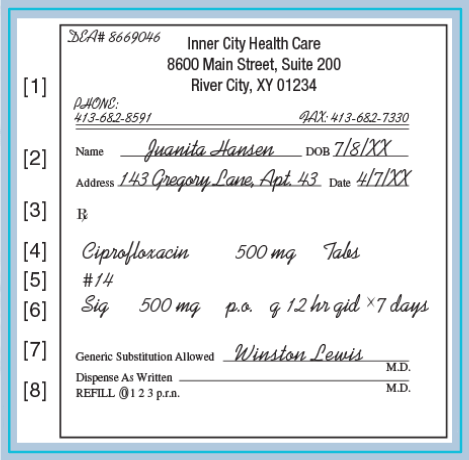 DEA# 8669046
Inner City Health Care
8600 Main Street, Suite 200
River City, XY 01234
[1]
PHONE:
413-682-8591 FAX: 413-682-7330
[2] Name Juanita Hansen DOB 7/8/XX
Address 143 Gregory Lane, Apt. 43 Date 4/7/XX
[3] ℞
[4] Ciprofloxacin 500 mg Tabs
[5] #14
[6] Sig 500 mg p.o. q 12 hr qid × 7 days
[7] Generic Substitution Allowed Winston Lewis
M.D.
Dispense As Written
M.D.
[8] REFILL 0 1 2 3 p.r.n.